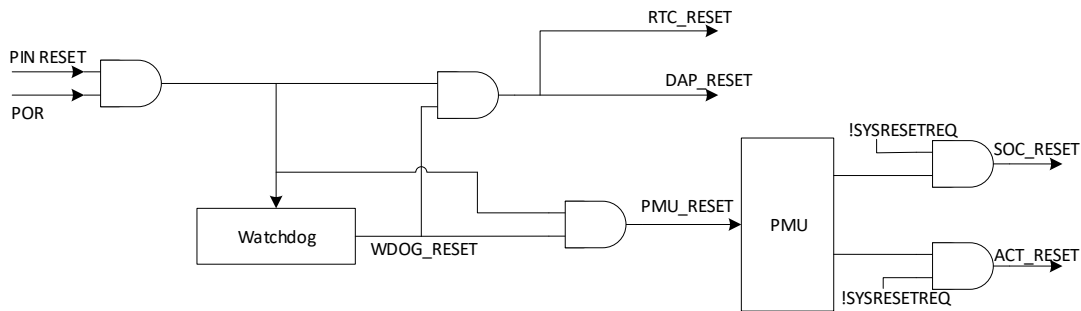 RTC_RESET
PIN RESET
DAP_RESET
POR
!SYSRESETREQ
SOC_RESET
PMU_RESET
PMU
Watchdog
WDOG_RESET
ACT_RESET
!SYSRESETREQ